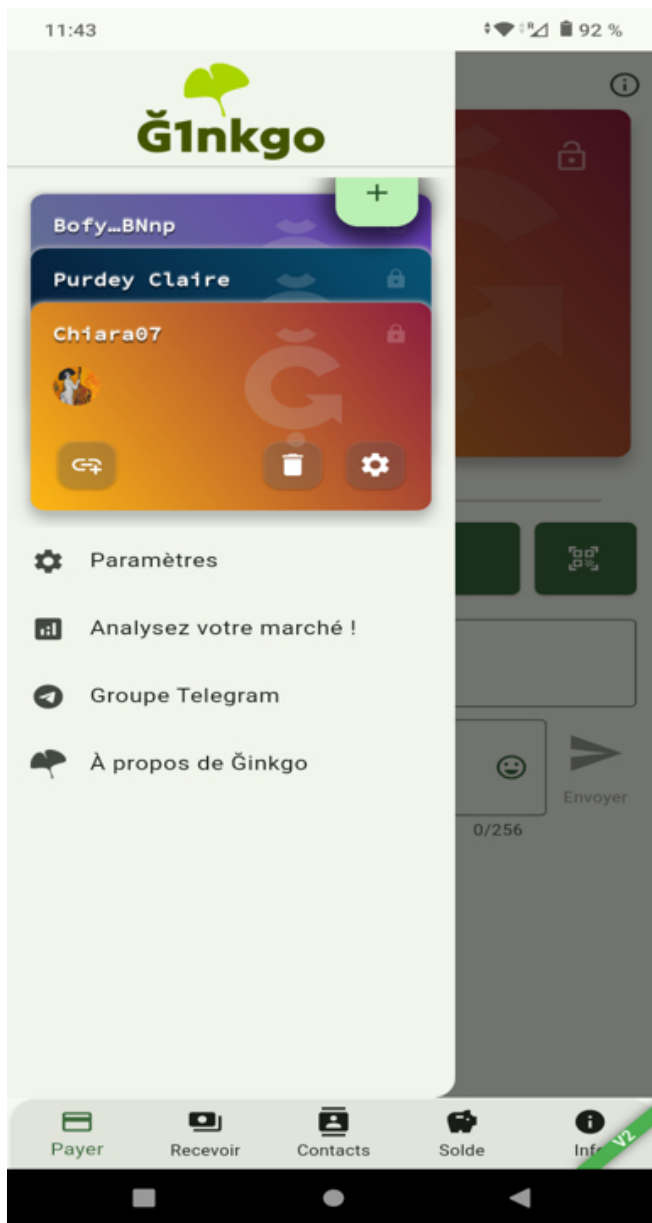 11:43
R
92 %
Ğ1nkgo
+
Bofy…BNnp
Purdey Claire
Chiara07
Ğ
Paramètres
Analysez votre marché !
Groupe Telegram
À propos de Ğinkgo
Envoyer
0/256
Payer
Recevoir
Contacts
Solde
Info
V2